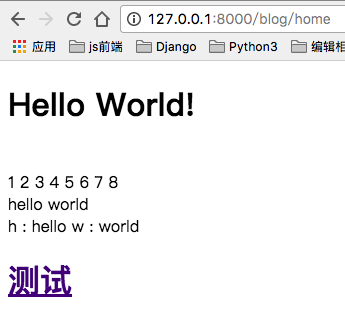 127.0.0.1:8000/blog/home
应用 js前端 Django Python3 编辑相
Hello World!
1 2 3 4 5 6 7 8
hello world
h : hello w : world
测试